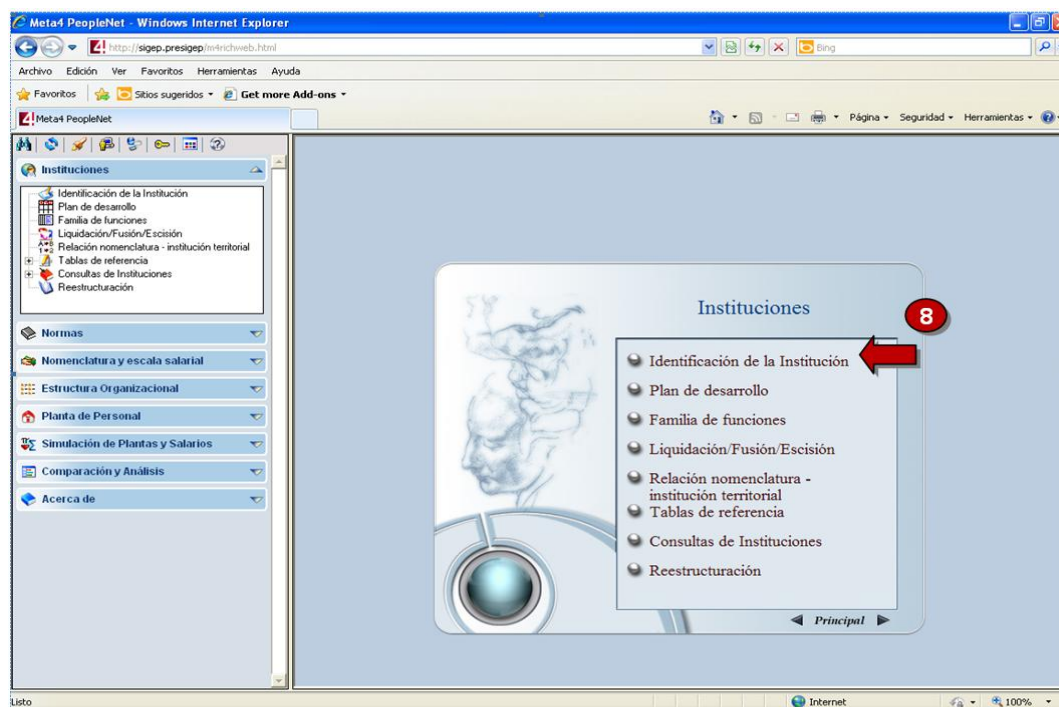 Meta4 PeopleNet - Windows Internet Explorer
http://sigep.presigep/m4richweb.html
Bing
Archivo Edición Ver Favoritos Herramientas Ayuda
Favoritos Sitios sugeridos Get more Add-ons
Meta4 PeopleNet
Página Seguridad Herramientas
Instituciones
Identificación de la Institución
Plan de desarrollo
Familia de funciones
Liquidación/Fusión/Escisión
Relación nomenclatura - institución territorial
Tablas de referencia
Consultas de Instituciones
Reestructuración
Normas
Nomenclatura y escala salarial
Estructura Organizacional
Planta de Personal
Simulación de Plantas y Salarios
Comparación y Análisis
Acerca de
Instituciones
8
Identificación de la Institución
Plan de desarrollo
Familia de funciones
Liquidación/Fusión/Escisión
Relación nomenclatura -
institución territorial
Tablas de referencia
Consultas de Instituciones
Reestructuración
Principal
Listo
Internet
100%